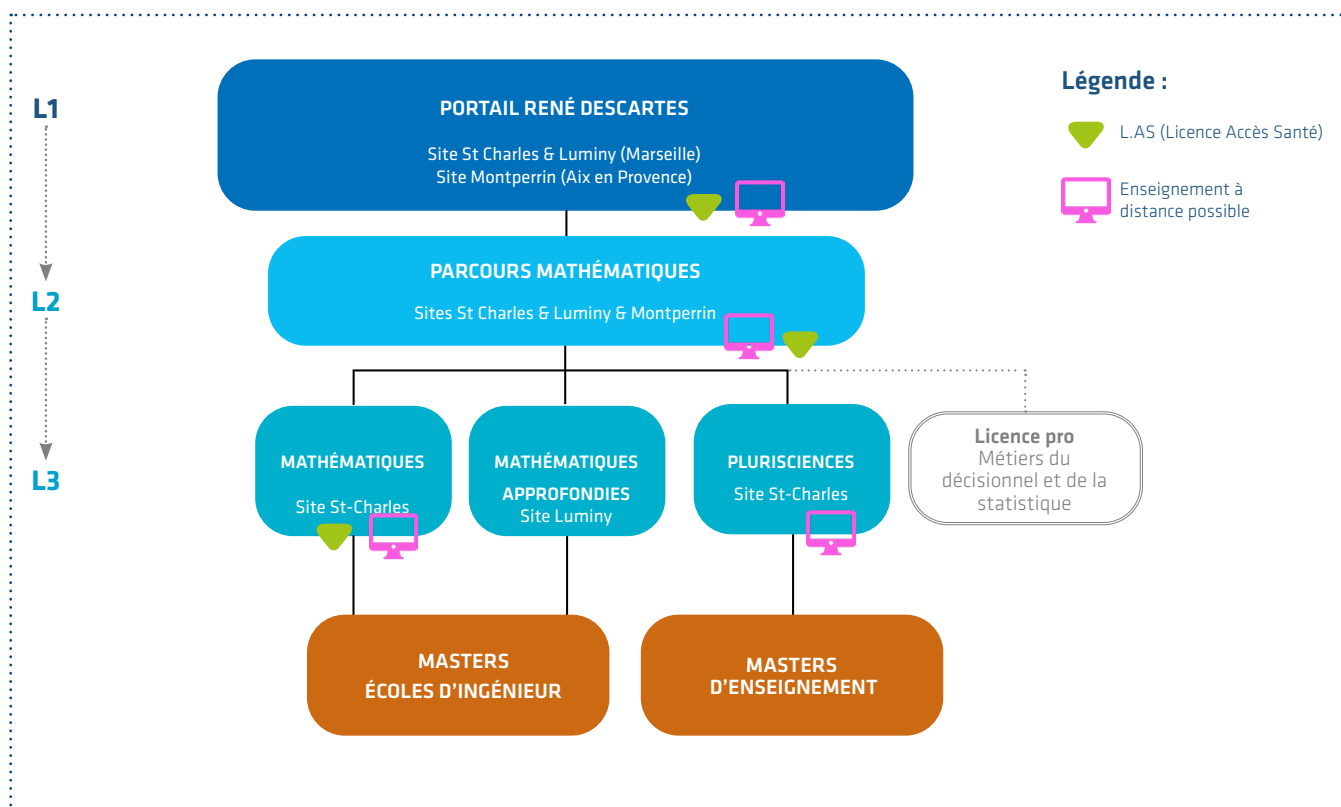 L1
PORTAIL RENÉ DESCARTES
Site St Charles & Luminy (Marseille)
Site Montperrin (Aix en Provence)
Légende :
L.AS (Licence Accès Santé)
Enseignement à
distance possible
L2
PARCOURS MATHÉMATIQUES
Sites St Charles & Luminy & Montperrin
L3
MATHÉMATIQUES
Site St-Charles
MATHÉMATIQUES
APPROFONDIES
Site Luminy
PLURISCIENCES
Site St-Charles
Licence pro
Métiers du
décisionnel et de la
statistique
MASTERS
ÉCOLES D'INGÉNIEUR
MASTERS
D'ENSEIGNEMENT